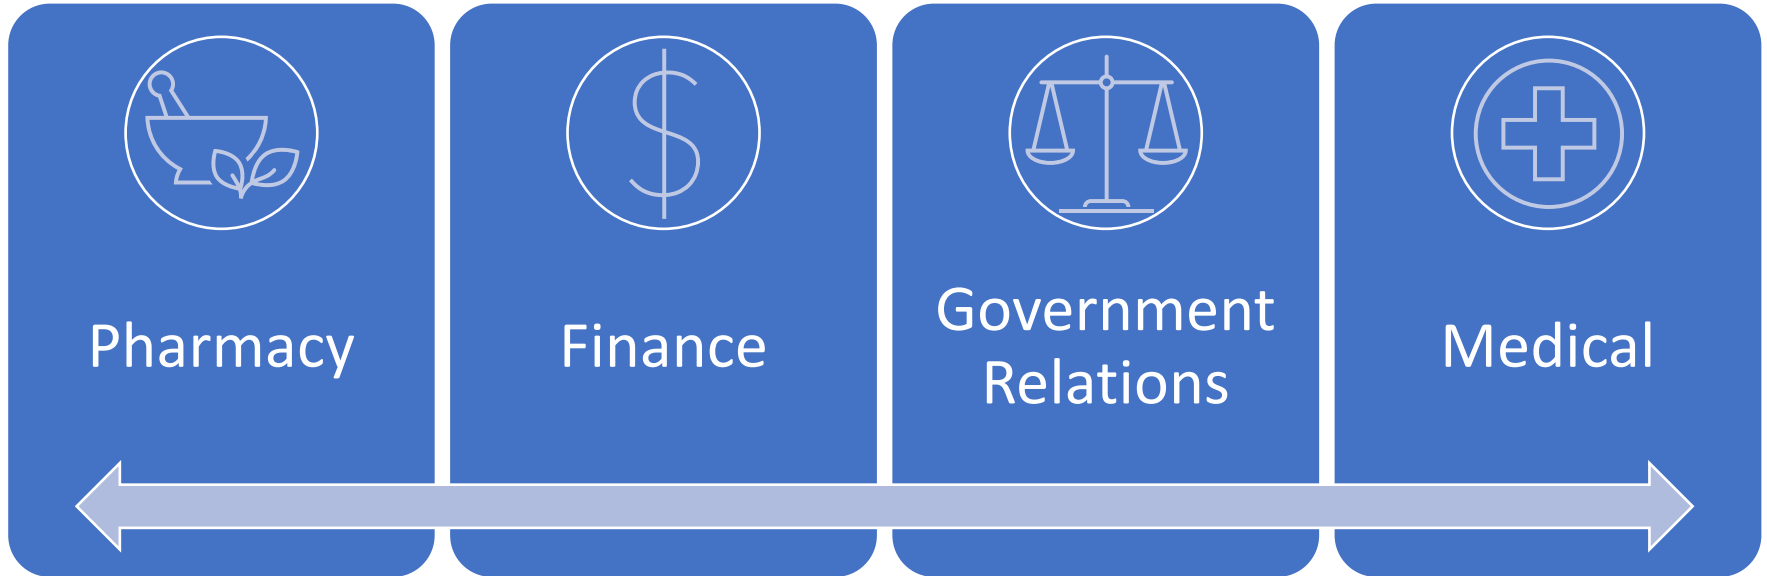 Pharmacy
Finance
Government
Relations
Medical